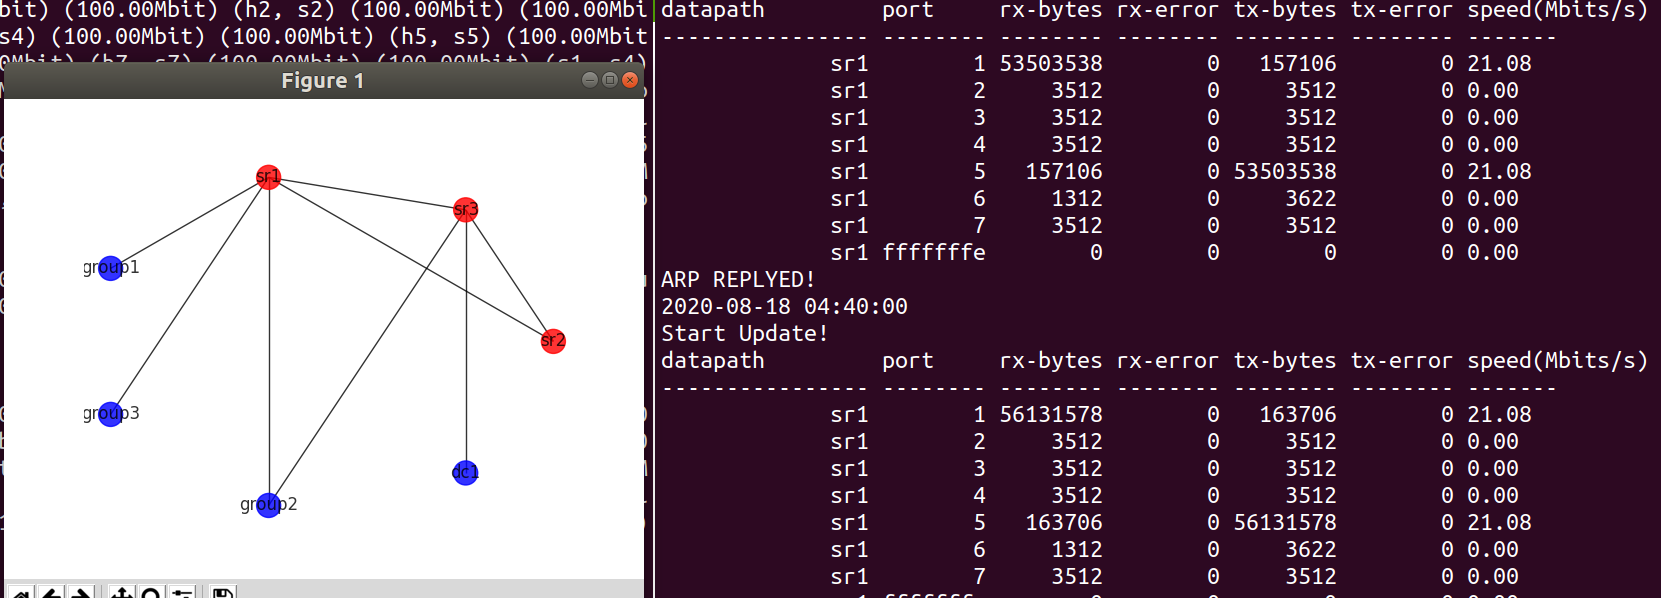 bit) (100.00Mbit) (h2, s2) (100.00Mbit) (100.00Mbi
s4) (100.00Mbit) (100.00Mbit) (h5, s5) (100.00Mbit
Figure 1
sr1
sr3
group1
sr2
group3
dc1
group2
datapath port rx-bytes rx-error tx-bytes tx-error speed(Mbits/s)
---------------- -------- -------- -------- -------- -------- -------
sr1 1 53503538 0 157106 0 21.08
sr1 2 3512 0 3512 0 0.00
sr1 3 3512 0 3512 0 0.00
sr1 4 3512 0 3512 0 0.00
sr1 5 157106 0 53503538 0 21.08
sr1 6 1312 0 3622 0 0.00
sr1 7 3512 0 3512 0 0.00
sr1 fffffffe 0 0 0 0 0.00
ARP REPLYED!
2020-08-18 04:40:00
Start Update!
datapath port rx-bytes rx-error tx-bytes tx-error speed(Mbits/s)
---------------- -------- -------- -------- -------- -------- -------
sr1 1 56131578 0 163706 0 21.08
sr1 2 3512 0 3512 0 0.00
sr1 3 3512 0 3512 0 0.00
sr1 4 3512 0 3512 0 0.00
sr1 5 163706 0 56131578 0 21.08
sr1 6 1312 0 3622 0 0.00
sr1 7 3512 0 3512 0 0.00